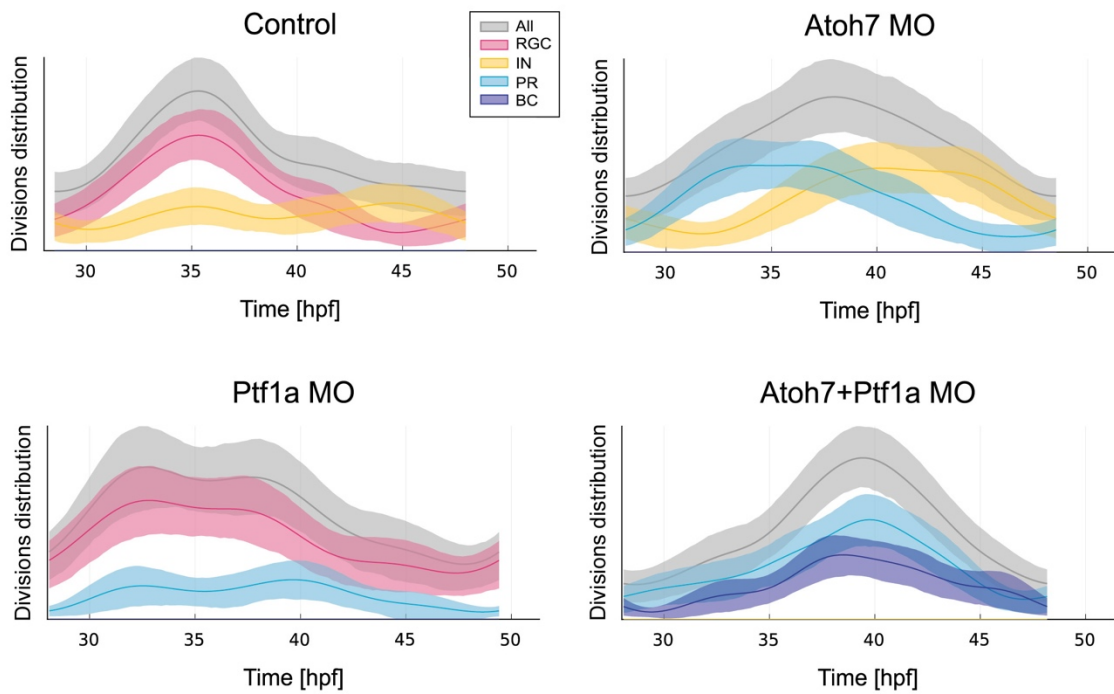 Control
All
RGC
IN
PR
BC
Divisions distribution
30 35 40 45 50
Time [hpf]
Atoh7 MO
Divisions distribution
30 35 40 45 50
Time [hpf]
Ptf1a MO
Divisions distribution
30 35 40 45 50
Time [hpf]
Atoh7+Ptf1a MO
Divisions distribution
30 35 40 45 50
Time [hpf]